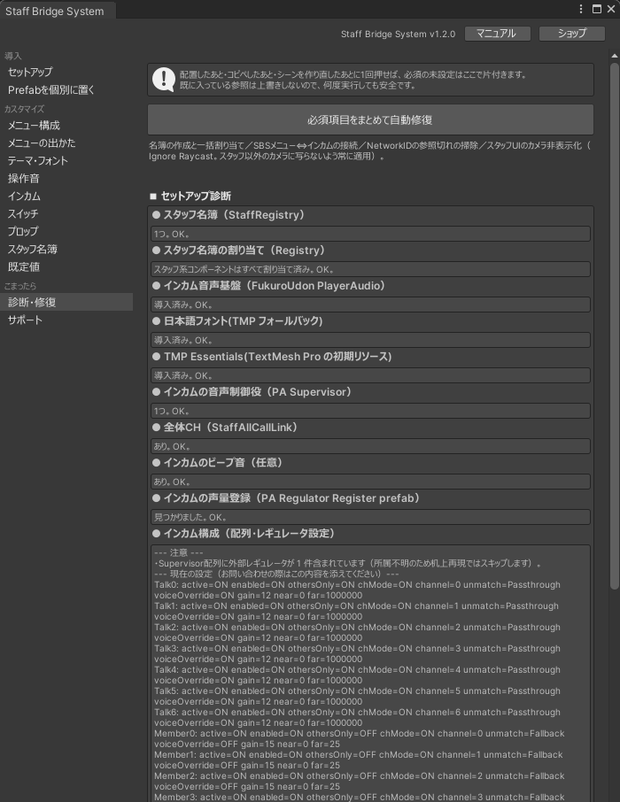 Staff Bridge System
Staff Bridge System v1.2.0
マニュアル
ショップ
導入
セットアップ
Prefabを個別に置く
カスタマイズ
メニュー構成
メニューの出かた
テーマ・フォント
操作音
インカム
スイッチ
プロップ
スタッフ名簿
既定値
こまったら
診断・修復
サポート
配置したあと・コピペしたあと・シーンを作り直したあとに1回押せば、必須の未設定はここで片付きます。
既に入っている参照は上書きしないので、何度実行しても安全です。
必須項目をまとめて自動修復
名簿の作成と一括割り当て／SBSメニュー⇔インカムの接続／NetworkIDの参照切れの掃除／スタッフUIのカメラ非表示化（
Ignore Raycast。スタッフ以外のカメラに写らないよう常に適用）。
■ セットアップ診断
● スタッフ名簿（StaffRegistry）
1つ。OK。
● スタッフ名簿の割り当て（Registry）
スタッフ系コンポーネントはすべて割り当て済み。OK。
● インカム音声基盤（FukuroUdon PlayerAudio）
導入済み。OK。
● 日本語フォント(TMP フォールバック)
導入済み。OK。
● TMP Essentials(TextMesh Pro の初期リソース)
導入済み。OK。
● インカムの音声制御役（PA Supervisor）
1つ。OK。
● 全体CH（StaffAllCallLink）
あり。OK。
● インカムのビープ音（任意）
あり。OK。
● インカムの声量登録（PA Regulator Register prefab）
見つかりました。OK。
● インカム構成（配列・レギュレータ設定）
--- 注意 ---
・Supervisor配列に外部レギュレータが 1 件含まれています（所属不明のため机上再現ではスキップします）。
--- 現在の設定（お問い合わせの際はこの内容を添えてください）---
Talk0: active=ON enabled=ON othersOnly=ON chMode=ON channel=0 unmatch=Passthrough
voiceOverride=ON gain=12 near=0 far=1000000
Talk1: active=ON enabled=ON othersOnly=ON chMode=ON channel=1 unmatch=Passthrough
voiceOverride=ON gain=12 near=0 far=1000000
Talk2: active=ON enabled=ON othersOnly=ON chMode=ON channel=2 unmatch=Passthrough
voiceOverride=ON gain=12 near=0 far=1000000
Talk3: active=ON enabled=ON othersOnly=ON chMode=ON channel=3 unmatch=Passthrough
voiceOverride=ON gain=12 near=0 far=1000000
Talk4: active=ON enabled=ON othersOnly=ON chMode=ON channel=4 unmatch=Passthrough
voiceOverride=ON gain=12 near=0 far=1000000
Talk5: active=ON enabled=ON othersOnly=ON chMode=ON channel=5 unmatch=Passthrough
voiceOverride=ON gain=12 near=0 far=1000000
Talk6: active=ON enabled=ON othersOnly=ON chMode=ON channel=6 unmatch=Passthrough
voiceOverride=ON gain=12 near=0 far=1000000
Member0: active=ON enabled=ON othersOnly=OFF chMode=ON channel=0 unmatch=Fallback
voiceOverride=OFF gain=15 near=0 far=25
Member1: active=ON enabled=ON othersOnly=OFF chMode=ON channel=1 unmatch=Fallback
voiceOverride=OFF gain=15 near=0 far=25
Member2: active=ON enabled=ON othersOnly=OFF chMode=ON channel=2 unmatch=Fallback
voiceOverride=OFF gain=15 near=0 far=25
Member3: active=ON enabled=ON othersOnly=OFF chMode=ON channel=3 unmatch=Fallback